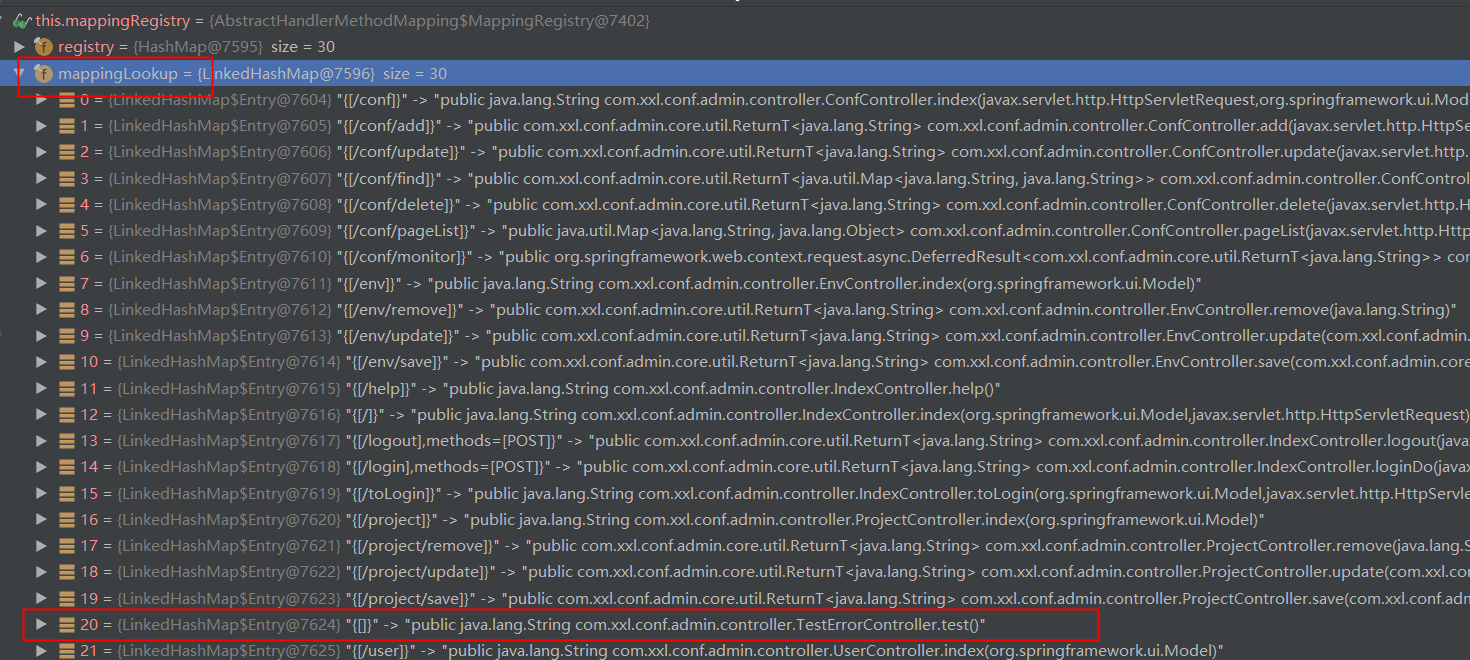 this.mappingRegistry = {AbstractHandlerMethodMapping$MappingRegistry@7402}
registry = {HashMap@7595} size = 30
mappingLookup = {LinkedHashMap@7596} size = 30
0 = {LinkedHashMap$Entry@7604} "{[/conf]}" -> "public java.lang.String com.xxl.conf.admin.controller.ConfController.index(javax.servlet.http.HttpServletRequest,org.springframework.ui.Mod
1 = {LinkedHashMap$Entry@7605} "{[/conf/add]}" -> "public com.xxl.conf.admin.core.util.ReturnT<java.lang.String> com.xxl.conf.admin.controller.ConfController.add(javax.servlet.http.HttpSe
2 = {LinkedHashMap$Entry@7606} "{[/conf/update]}" -> "public com.xxl.conf.admin.core.util.ReturnT<java.lang.String> com.xxl.conf.admin.controller.ConfController.update(javax.servlet.http.
3 = {LinkedHashMap$Entry@7607} "{[/conf/find]}" -> "public com.xxl.conf.admin.core.util.ReturnT<java.util.Map<java.lang.String, java.lang.String>> com.xxl.conf.admin.controller.ConfControl
4 = {LinkedHashMap$Entry@7608} "{[/conf/delete]}" -> "public com.xxl.conf.admin.core.util.ReturnT<java.lang.String> com.xxl.conf.admin.controller.ConfController.delete(javax.servlet.http.H
5 = {LinkedHashMap$Entry@7609} "{[/conf/pageList]}" -> "public java.util.Map<java.lang.String, java.lang.Object> com.xxl.conf.admin.controller.ConfController.pageList(javax.servlet.http.Http
6 = {LinkedHashMap$Entry@7610} "{[/conf/monitor]}" -> "public org.springframework.web.context.request.async.DeferredResult<com.xxl.conf.admin.core.util.ReturnT<java.lang.String>> co
7 = {LinkedHashMap$Entry@7611} "{[/env]}" -> "public java.lang.String com.xxl.conf.admin.controller.EnvController.index(org.springframework.ui.Model)"
8 = {LinkedHashMap$Entry@7612} "{[/env/remove]}" -> "public com.xxl.conf.admin.core.util.ReturnT<java.lang.String> com.xxl.conf.admin.controller.EnvController.remove(java.lang.String)"
9 = {LinkedHashMap$Entry@7613} "{[/env/update]}" -> "public com.xxl.conf.admin.core.util.ReturnT<java.lang.String> com.xxl.conf.admin.controller.EnvController.update(com.xxl.conf.admin.
10 = {LinkedHashMap$Entry@7614} "{[/env/save]}" -> "public com.xxl.conf.admin.core.util.ReturnT<java.lang.String> com.xxl.conf.admin.controller.EnvController.save(com.xxl.conf.admin.core
11 = {LinkedHashMap$Entry@7615} "{[/help]}" -> "public java.lang.String com.xxl.conf.admin.controller.IndexController.help()"
12 = {LinkedHashMap$Entry@7616} "{[/]}" -> "public java.lang.String com.xxl.conf.admin.controller.IndexController.index(org.springframework.ui.Model,javax.servlet.http.HttpServletRequest)
13 = {LinkedHashMap$Entry@7617} "{[/logout],methods=[POST]}" -> "public com.xxl.conf.admin.core.util.ReturnT<java.lang.String> com.xxl.conf.admin.controller.IndexController.logout(java
14 = {LinkedHashMap$Entry@7618} "{[/login],methods=[POST]}" -> "public com.xxl.conf.admin.core.util.ReturnT<java.lang.String> com.xxl.conf.admin.controller.IndexController.loginDo(javax
15 = {LinkedHashMap$Entry@7619} "{[/toLogin]}" -> "public java.lang.String com.xxl.conf.admin.controller.IndexController.toLogin(org.springframework.ui.Model,javax.servlet.http.HttpServle
16 = {LinkedHashMap$Entry@7620} "{[/project]}" -> "public java.lang.String com.xxl.conf.admin.controller.ProjectController.index(org.springframework.ui.Model)"
17 = {LinkedHashMap$Entry@7621} "{[/project/remove]}" -> "public com.xxl.conf.admin.core.util.ReturnT<java.lang.String> com.xxl.conf.admin.controller.ProjectController.remove(java.lang.S
18 = {LinkedHashMap$Entry@7622} "{[/project/update]}" -> "public com.xxl.conf.admin.core.util.ReturnT<java.lang.String> com.xxl.conf.admin.controller.ProjectController.update(com.xxl.co
19 = {LinkedHashMap$Entry@7623} "{[/project/save]}" -> "public com.xxl.conf.admin.core.util.ReturnT<java.lang.String> com.xxl.conf.admin.controller.ProjectController.save(com.xxl.conf.adm
20 = {LinkedHashMap$Entry@7624} "{[]}" -> "public java.lang.String com.xxl.conf.admin.controller.TestErrorController.test()"
21 = {LinkedHashMap$Entry@7625} "{[/user]}" -> "public java.lang.String com.xxl.conf.admin.controller.UserController.index(org.springframework.ui.Model)"